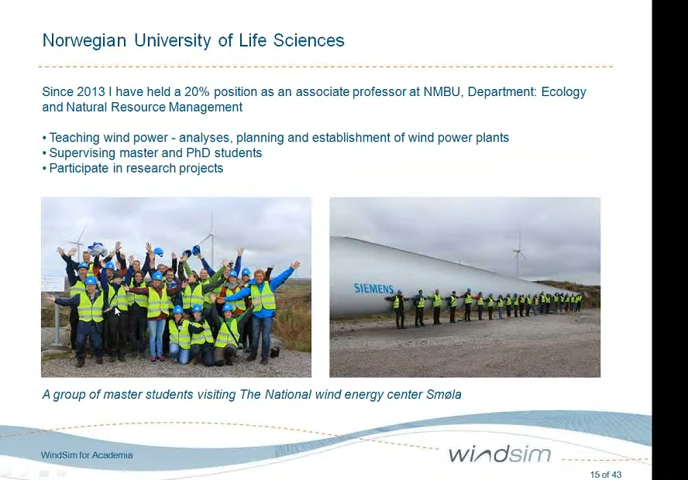 Norwegian University of Life Sciences
Since 2013 I have held a 20% position as an associate professor at NMBU, Department: Ecology
and Natural Resource Management
• Teaching wind power - analyses, planning and establishment of wind power plants
• Supervising master and PhD students
• Participate in research projects
SIEMENS
A group of master students visiting The National wind energy center Smøla
WindSim for Academia
windsim
15 of 43